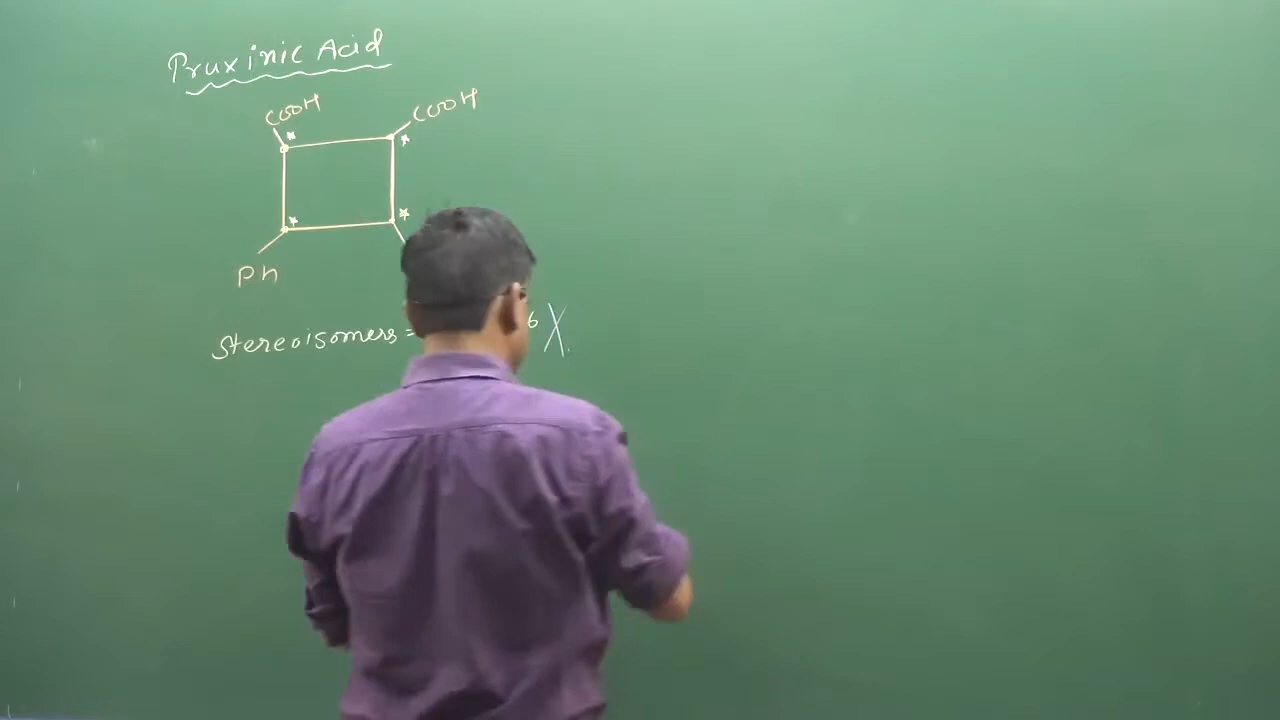 Pruxinic Acid
COOH COOH
Ph
Stereoisomers =
6 X